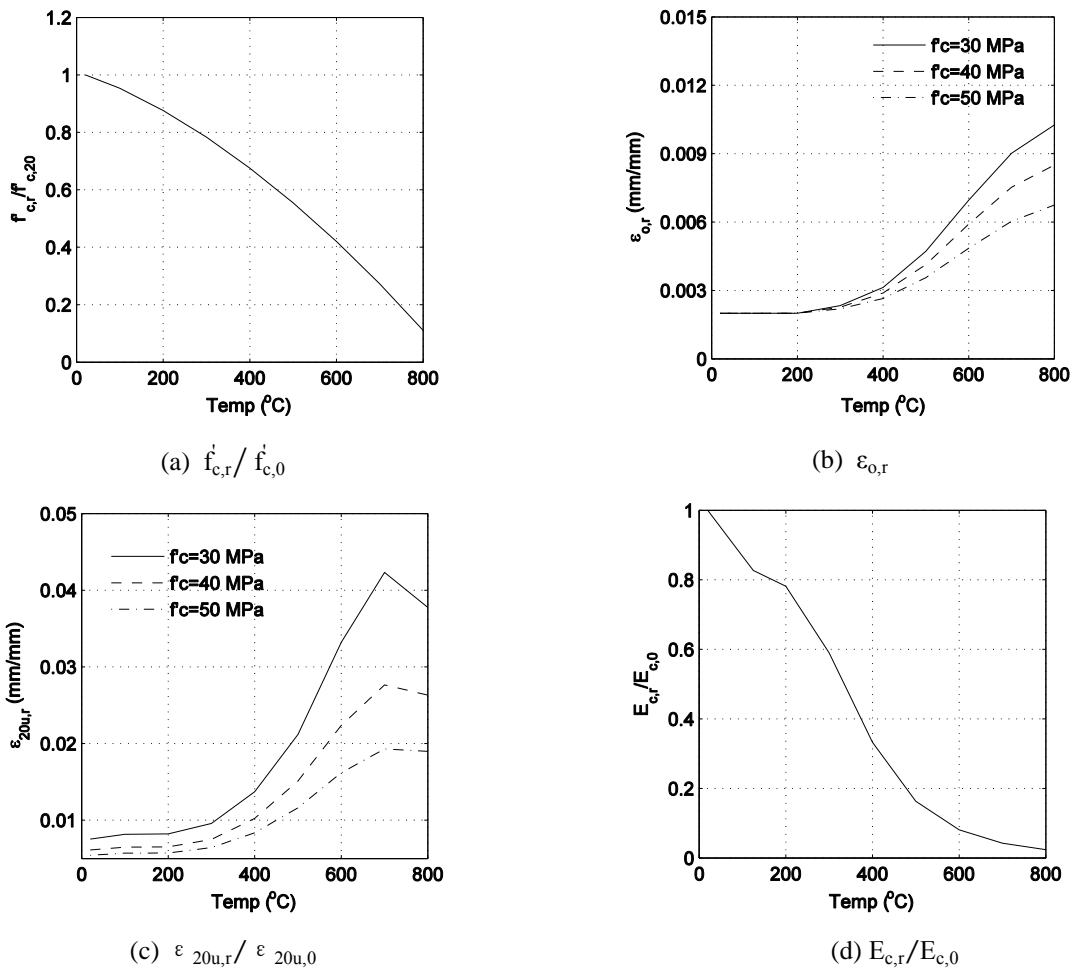 1.2
1
0.8
0.6
0.4
0.2
0
f'c,r/f'c,20
0 200 400 600 800
Temp (°C)
(a) f'c,r/ f'c,0
0.015
0.012
0.009
0.006
0.003
0
εo,r (mm/mm)
f'c=30 MPa
f'c=40 MPa
f'c=50 MPa
0 200 400 600 800
Temp (°C)
(b) εo,r
0.05
0.04
0.03
0.02
0.01
ε20u,r (mm/mm)
f'c=30 MPa
f'c=40 MPa
f'c=50 MPa
0 200 400 600 800
Temp (°C)
(c) ε 20u,r/ ε 20u,0
1
0.8
0.6
0.4
0.2
0
Ec,r/Ec,0
0 200 400 600 800
Temp (°C)
(d) Ec,r/Ec,0